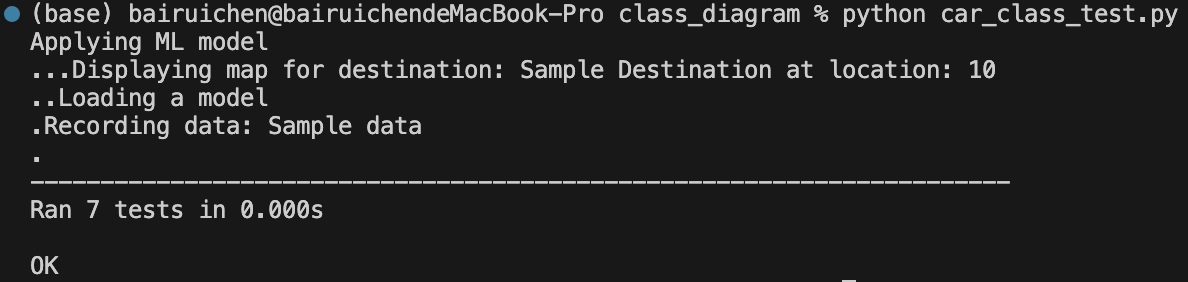 (base) bairuichen@bairuichendeMacBook-Pro class_diagram % python car_class_test.py
Applying ML model
...Displaying map for destination: Sample Destination at location: 10
..Loading a model
.Recording data: Sample data
.
----------------------------------------------------------------------
Ran 7 tests in 0.000s

OK